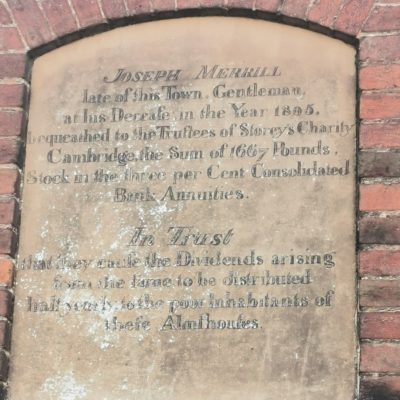 JOSEPH MERRILL
late of this Town, Gentleman,
at his Deceaſe, in the Year 1805,
bequeathed to the Truſtees of Storey's Charity
Cambridge, the Sum of 1667 Pounds,
Stock in the three per Cent Conſolidated
Bank Annuities.
In Truſt
that they cauſe the Dividends arising
from the ſame to be distributed
half yearly to the poor Inhabitants of
theſe Almſhouſes.